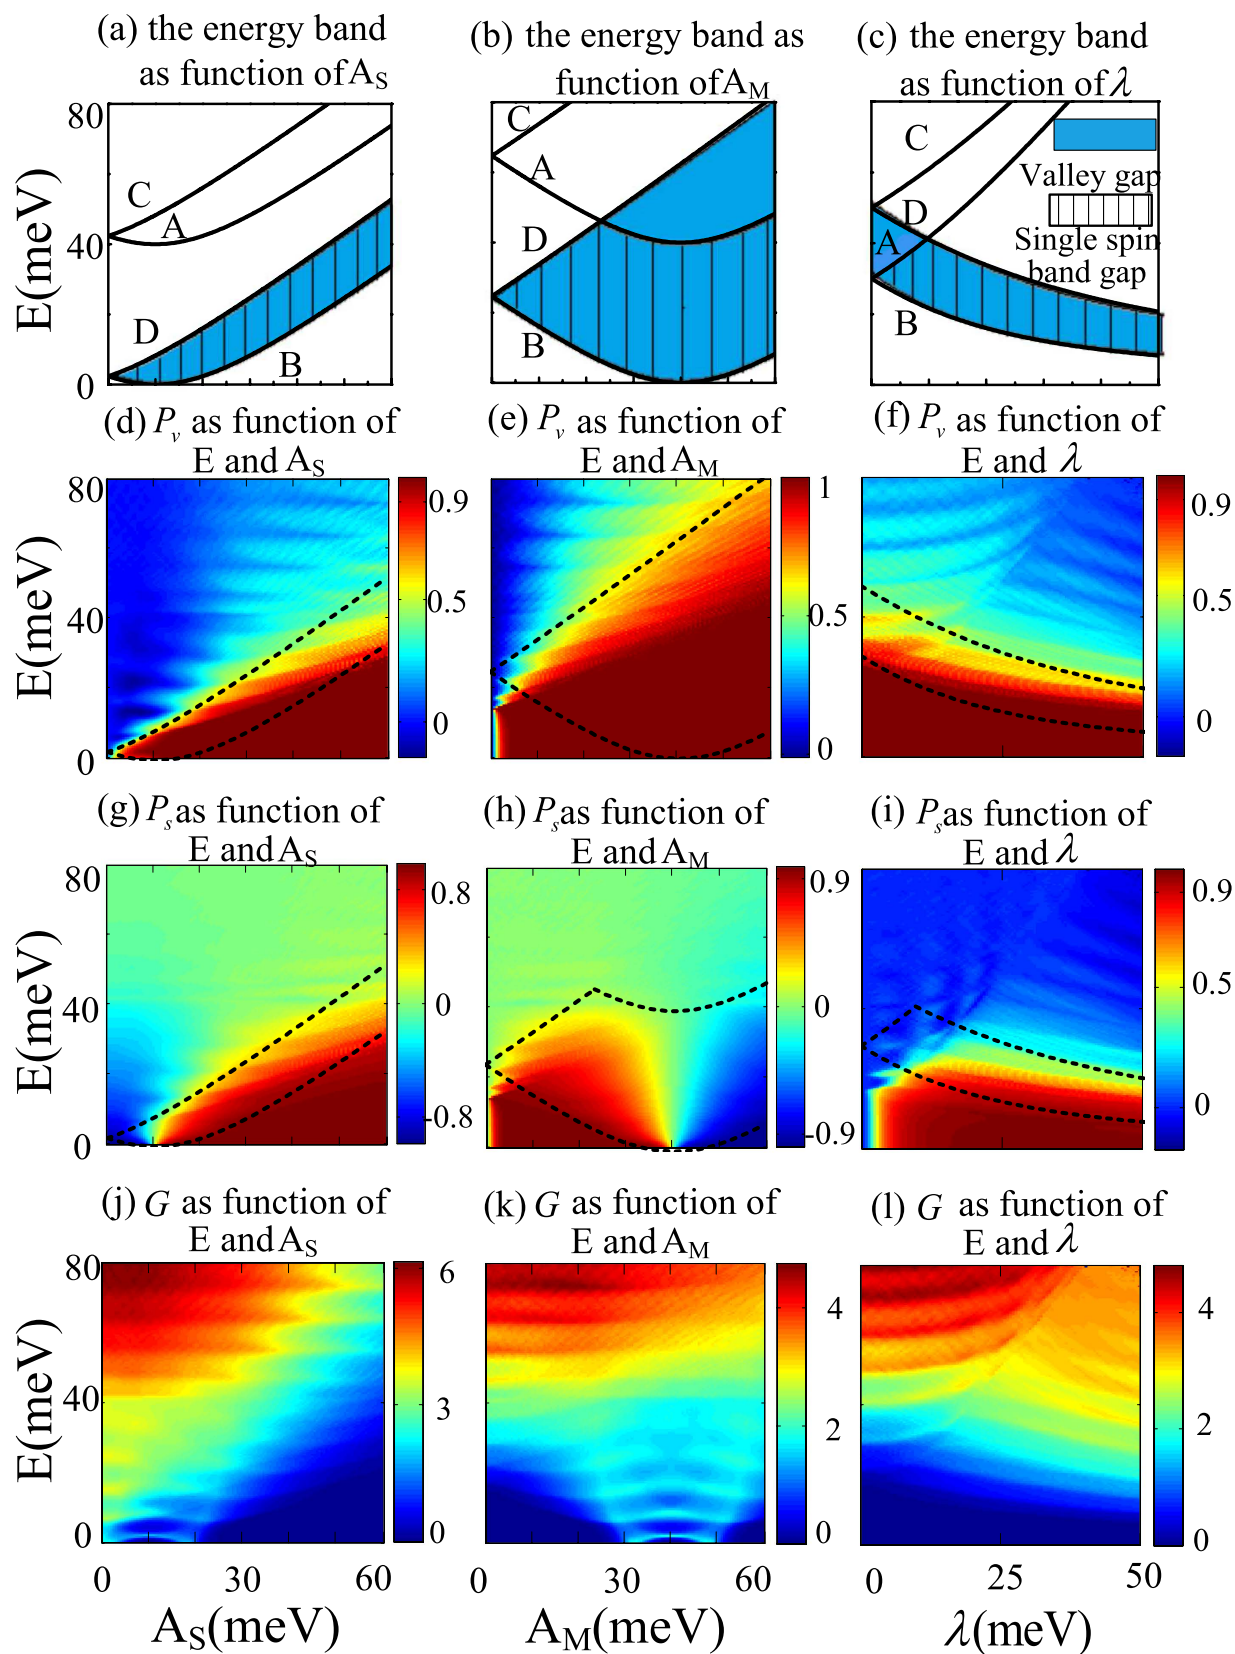 (a) the energy band
as function of A_S
(b) the energy band as
function of A_M
(c) the energy band
as function of λ
E(meV)
80
40
0
C
A
D
B
C
A
D
B
C
D
A
B
Valley gap
Single spin
band gap
(d) P_v as function of
E and A_S
(e) P_v as function of
E and A_M
(f) P_v as function of
E and λ
E(meV)
80
40
0
0.9
0.5
0
1
0.5
0
0.9
0.5
0
(g) P_s as function of
E and A_S
(h) P_s as function of
E and A_M
(i) P_s as function of
E and λ
E(meV)
80
40
0
0.8
0
-0.8
0.9
0
-0.9
0.9
0.5
0
(j) G as function of
E and A_S
(k) G as function of
E and A_M
(l) G as function of
E and λ
E(meV)
80
40
0
6
3
0
4
2
0
4
2
0
0 30 60
0 30 60
0 25 50
A_S(meV)
A_M(meV)
λ(meV)